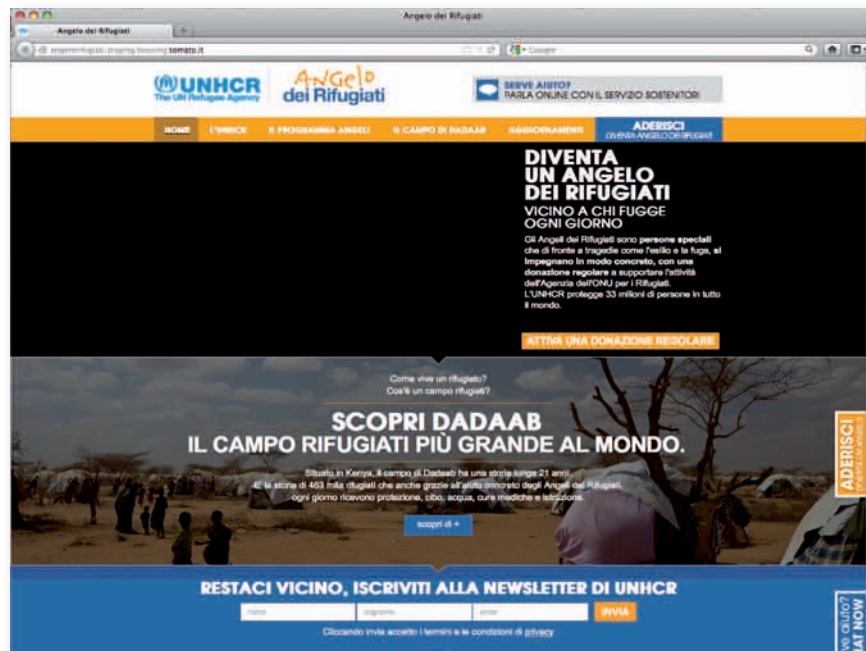 Angelo dei Rifugiati
Angelo dei Rifugiati
Google
UNHCR
The UN Refugee Agency
Angelo
dei Rifugiati
SERVE AIUTO?
PARLA ONLINE CON IL SERVIZIO SOSTENITORI
HOME
L'UNHCR
IL PROGRAMMA ANGELI
IL CAMPO DI DADAAB
AGGIORNAMENTI
ADERISCI
DIVENTA ANGELO DEI RIFUGIATI
DIVENTA
UN ANGELO
DEI RIFUGIATI
VICINO A CHI FUGGE
OGNI GIORNO
Gli Angeli dei Rifugiati sono persone speciali
che di fronte a tragedie come l'esilio e la fuga, si
impegnano in modo concreto, con una
donazione regolare a supportare l'attività
dell'Agenzia dell'ONU per i Rifugiati.
L'UNHCR protegge 33 milioni di persone in tutto
il mondo.
ATTIVA UNA DONAZIONE REGOLARE
Come vive un rifugiato?
Cos'è un campo rifugiati?
SCOPRI DADAAB
IL CAMPO RIFUGIATI PIÙ GRANDE AL MONDO.
Situato in Kenya, il campo di Dadaab ha una storia lunga 21 anni.
E' la storia di 463 mila rifugiati che anche grazie all'aiuto concreto degli Angeli dei Rifugiati,
ogni giorno ricevono protezione, cibo, acqua, cure mediche e istruzione.
scopri di +
ADERISCI
RESTACI VICINO, ISCRIVITI ALLA NEWSLETTER DI UNHCR
nome
cognome
email
INVIA
Cliccando invia accetto i termini e le condizioni di privacy
ve aiuto?
AT NOW